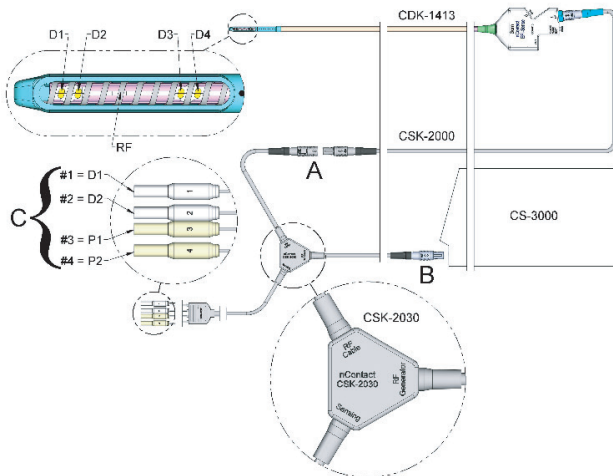 D1 D2 D3 D4
RF
CDK-1413
CSK-2000
A
CS-3000
B
C
#1 = D1
#2 = D2
#3 = P1
#4 = P2
1
2
3
4
CSK-2030
RF
Cable
nContact
CSK-2030
RF
Generator
Sensing